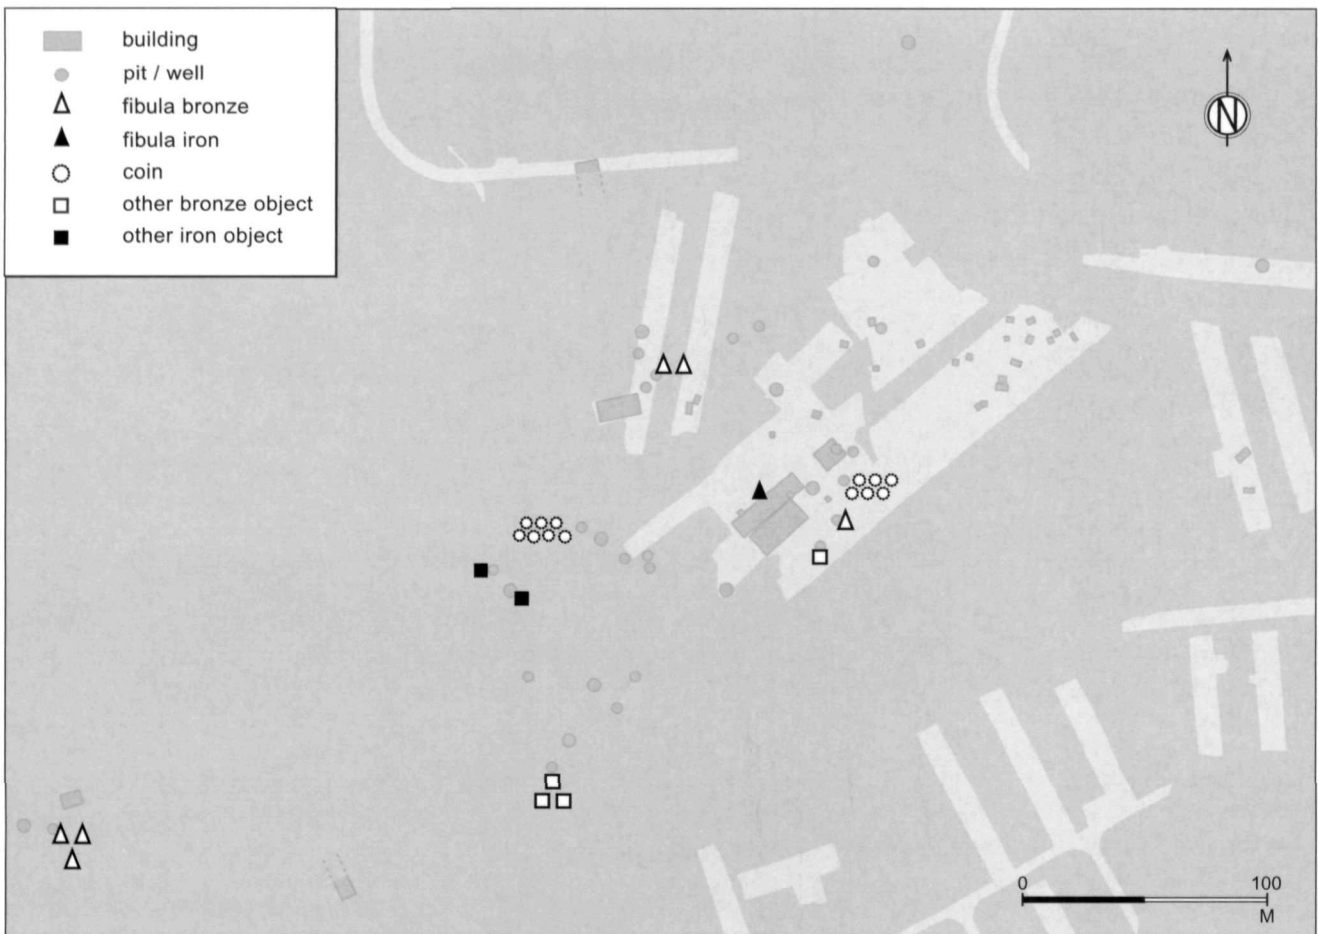 building
pit / well
fibula bronze
fibula iron
coin
other bronze object
other iron object
N
0 100
M